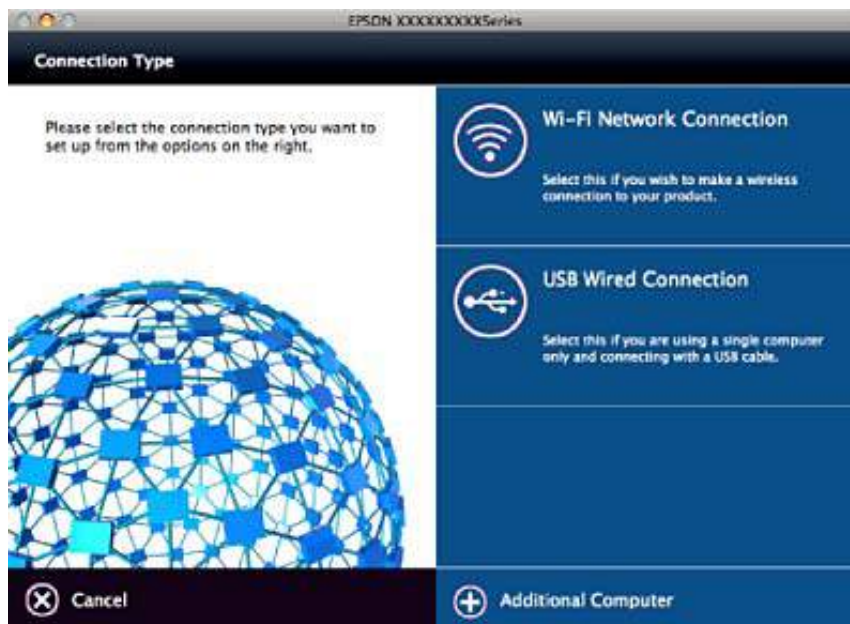 EPSON XXXXXXXXXSeries
Connection Type
Please select the connection type you want to
set up from the options on the right.
Wi-Fi Network Connection
Select this if you wish to make a wireless
connection to your product.
USB Wired Connection
Select this if you are using a single computer
only and connecting with a USB cable.
Cancel
Additional Computer